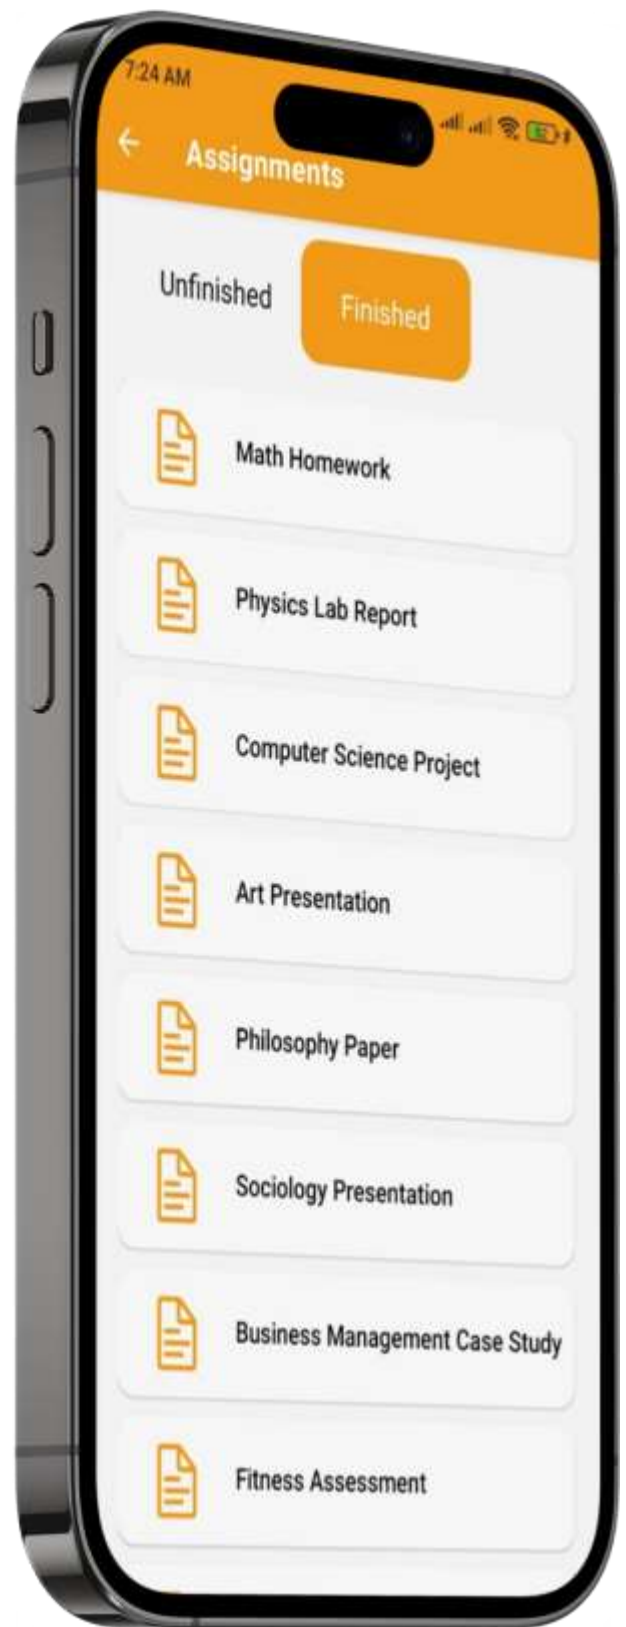 7:24 AM
Assignments
Unfinished
Finished
Math Homework
Physics Lab Report
Computer Science Project
Art Presentation
Philosophy Paper
Sociology Presentation
Business Management Case Study
Fitness Assessment